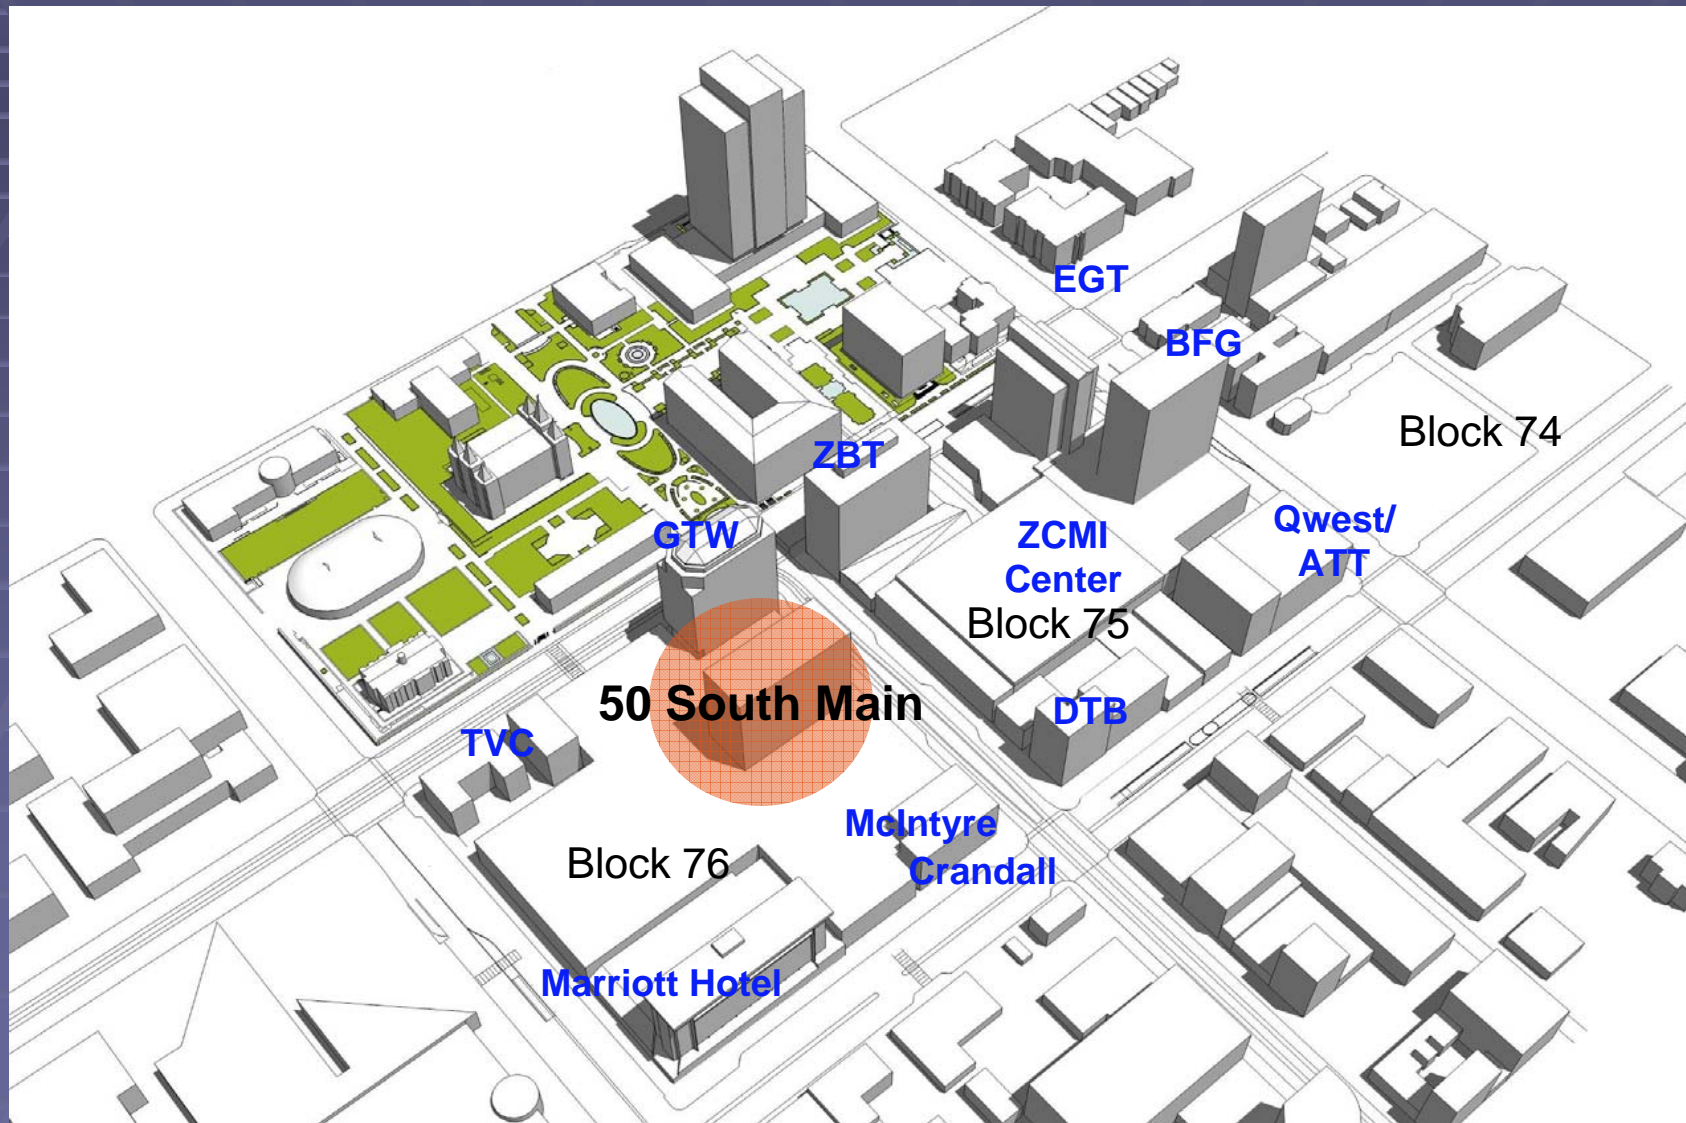 EGT
BFG
Block 74
ZBT
GTW
ZCMI
Center
Qwest/
ATT
Block 75
50 South Main
DTB
TVC
McIntyre
Crandall
Block 76
Marriott Hotel